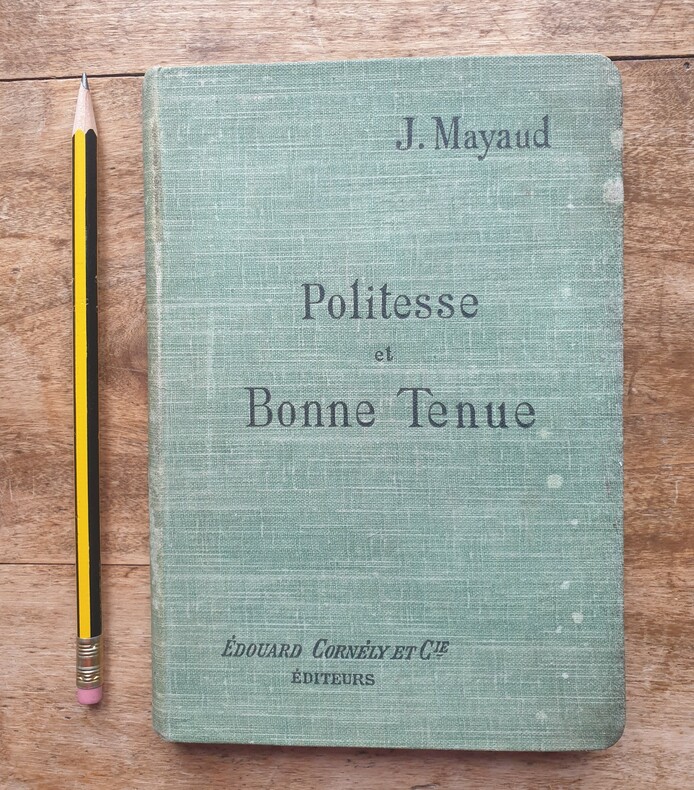 J. Mayaud
Politesse
et
Bonne Tenue
ÉDOUARD CORNÉLY ET CIE
ÉDITEURS